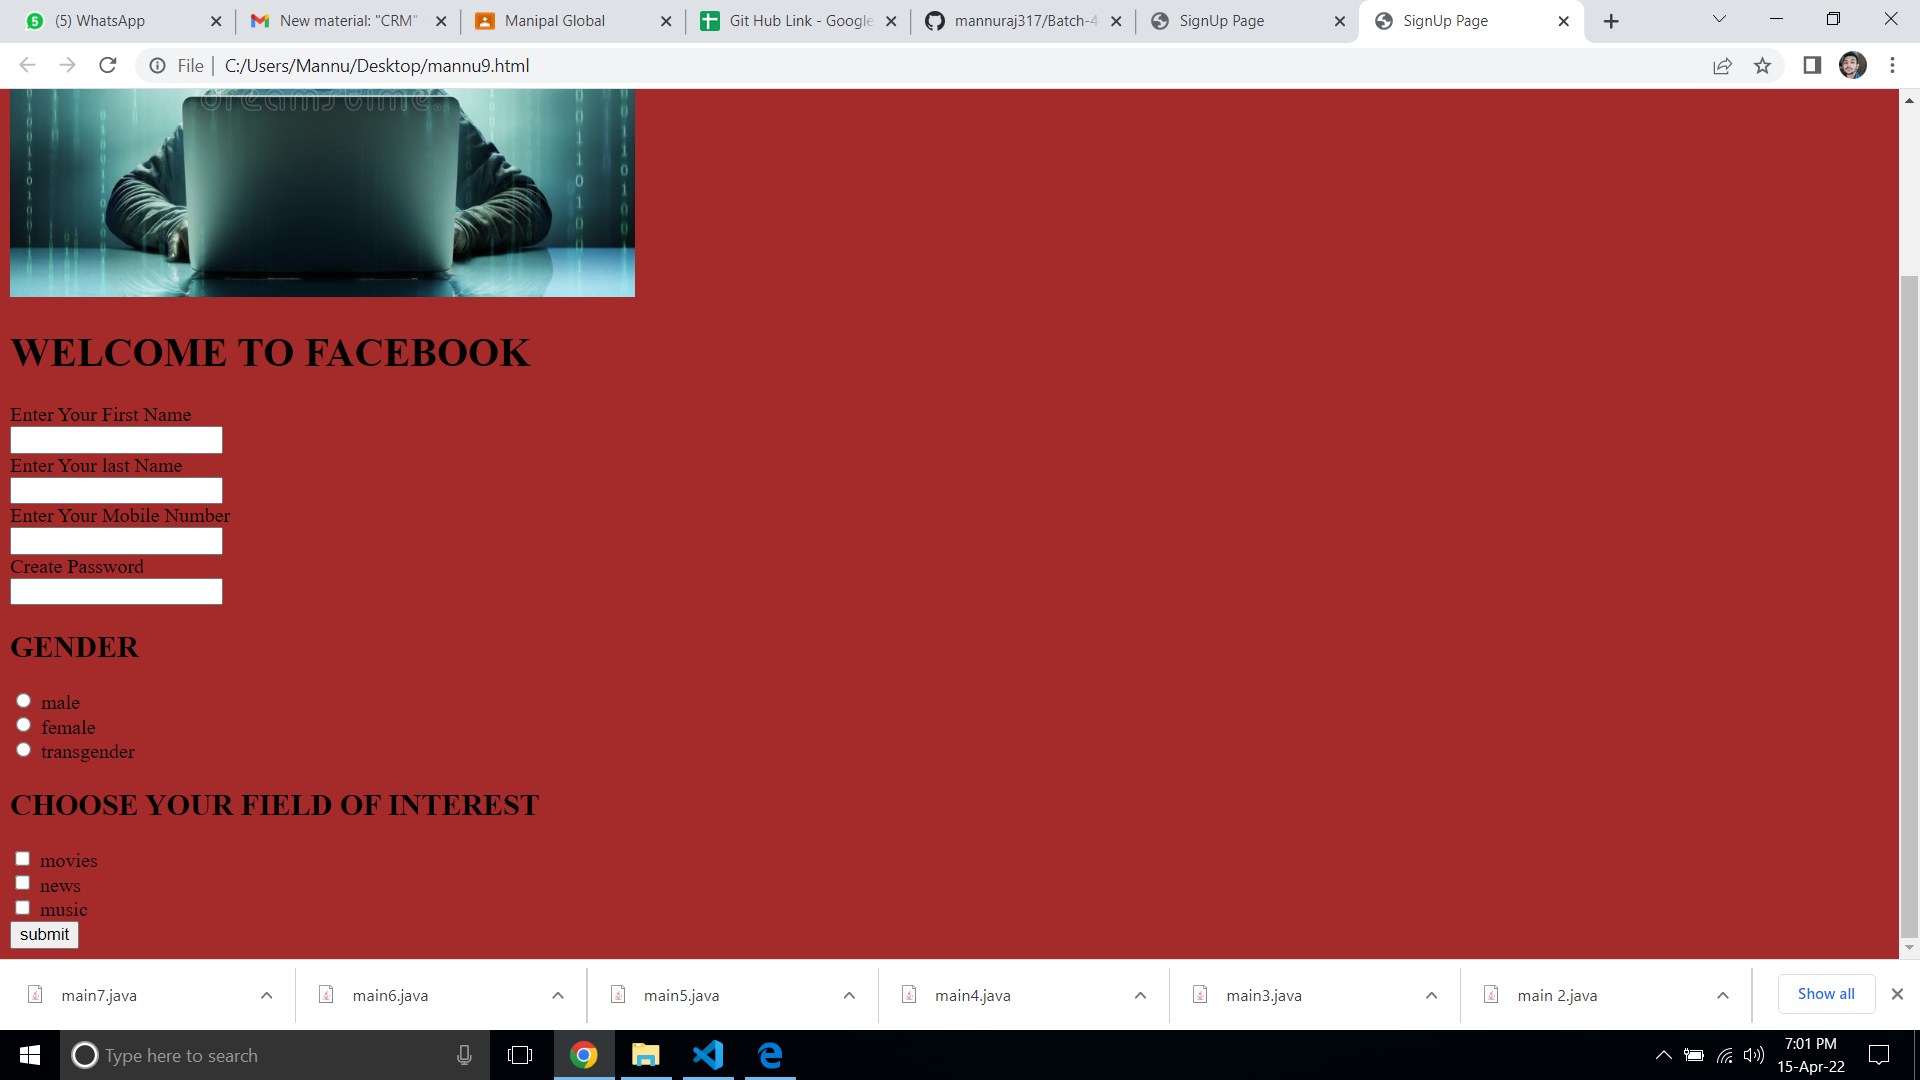 (5) WhatsApp
New material: "CRM"
Manipal Global
Git Hub Link - Google
mannuraj317/Batch-4
SignUp Page
SignUp Page
File
C:/Users/Mannu/Desktop/mannu9.html
dreamstime
WELCOME TO FACEBOOK
Enter Your First Name
Enter Your last Name
Enter Your Mobile Number
Create Password
GENDER
male
female
transgender
CHOOSE YOUR FIELD OF INTEREST
movies
news
music
submit
main7.java
main6.java
main5.java
main4.java
main3.java
main 2.java
Show all
Type here to search
7:01 PM
15-Apr-22